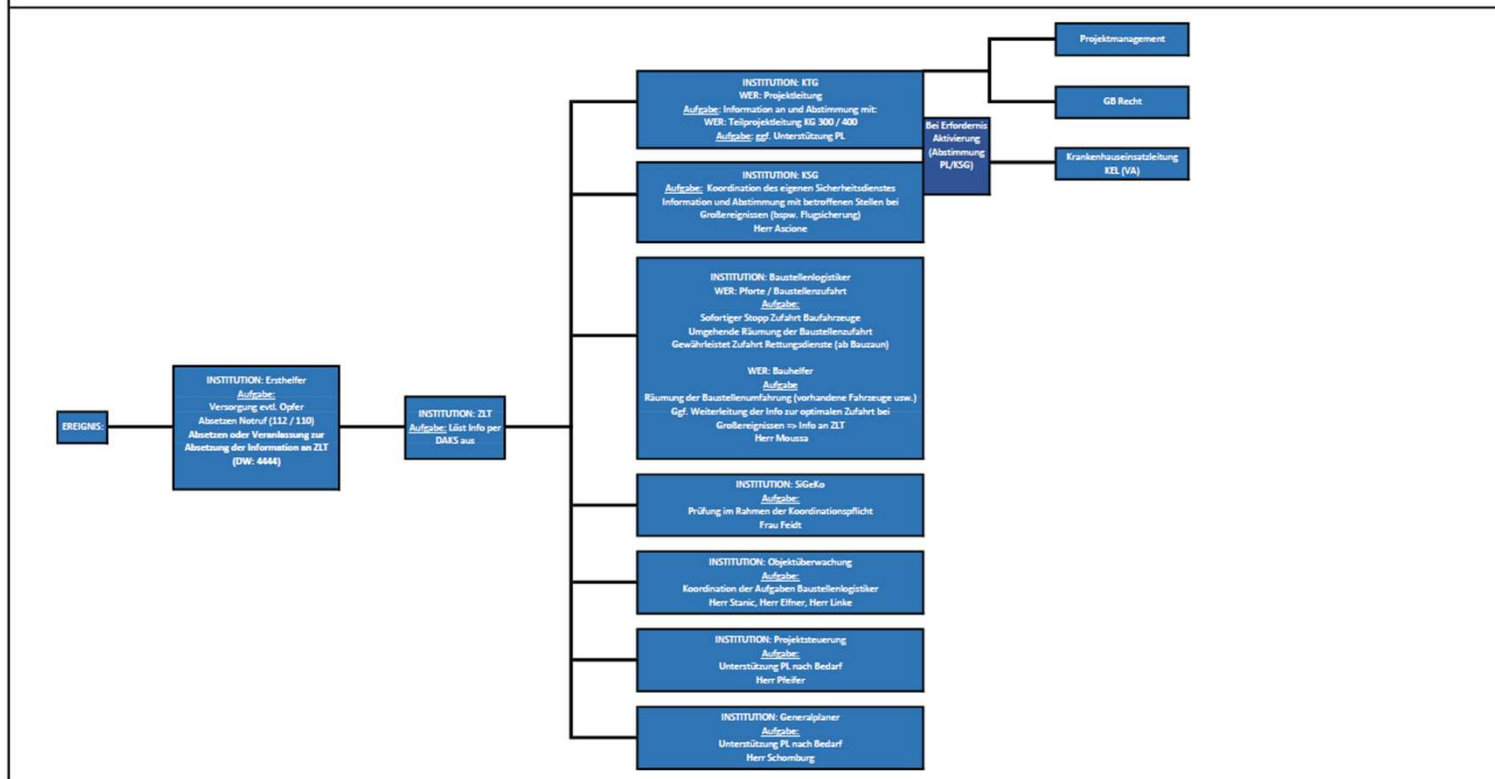 EREIGNIS:
INSTITUTION: Ersthelfer
Aufgabe:
Versorgung evtl. Opfer
Absetzen Notruf (112 / 110)
Absetzen oder Veranlassung zur
Absetzung der Information an ZLT
(DW: 4444)
INSTITUTION: ZLT
Aufgabe: Löst Info per
DAKS aus
INSTITUTION: KTG
WER: Projektleitung
Aufgabe: Information an und Abstimmung mit:
WER: Teilprojektleitung KG 300 / 400
Aufgabe: ggf. Unterstützung PL
INSTITUTION: KSG
Aufgabe: Koordination des eigenen Sicherheitsdienstes
Information und Abstimmung mit betroffenen Stellen bei
Großereignissen (bspw. Flugsicherung)
Herr Ascione
Bei Erfordernis
Aktivierung
(Abstimmung
PL/KSG)
Projektmanagement
GB Recht
Krankenhauseinsatzleitung
KEL (VA)
INSTITUTION: Baustellenlogistiker
WER: Pforte / Baustellenzufahrt
Aufgabe:
Sofortiger Stopp Zufahrt Baufahrzeuge
Umgehende Räumung der Baustellenzufahrt
Gewährleistet Zufahrt Rettungsdienste (ab Bauzaun)
WER: Bauhelfer
Aufgabe
Räumung der Baustellenumfahrung (vorhandene Fahrzeuge usw.)
Ggf. Weiterleitung der Info zur optimalen Zufahrt bei
Großereignissen => Info an ZLT
Herr Moussa
INSTITUTION: SiGeKo
Aufgabe:
Prüfung im Rahmen der Koordinationspflicht
Frau Feidt
INSTITUTION: Objektüberwachung
Aufgabe:
Koordination der Aufgaben Baustellenlogistiker
Herr Stanic, Herr Elfner, Herr Linke
INSTITUTION: Projektsteuerung
Aufgabe:
Unterstützung PL nach Bedarf
Herr Pfeifer
INSTITUTION: Generalplaner
Aufgabe:
Unterstützung PL nach Bedarf
Herr Schomburg